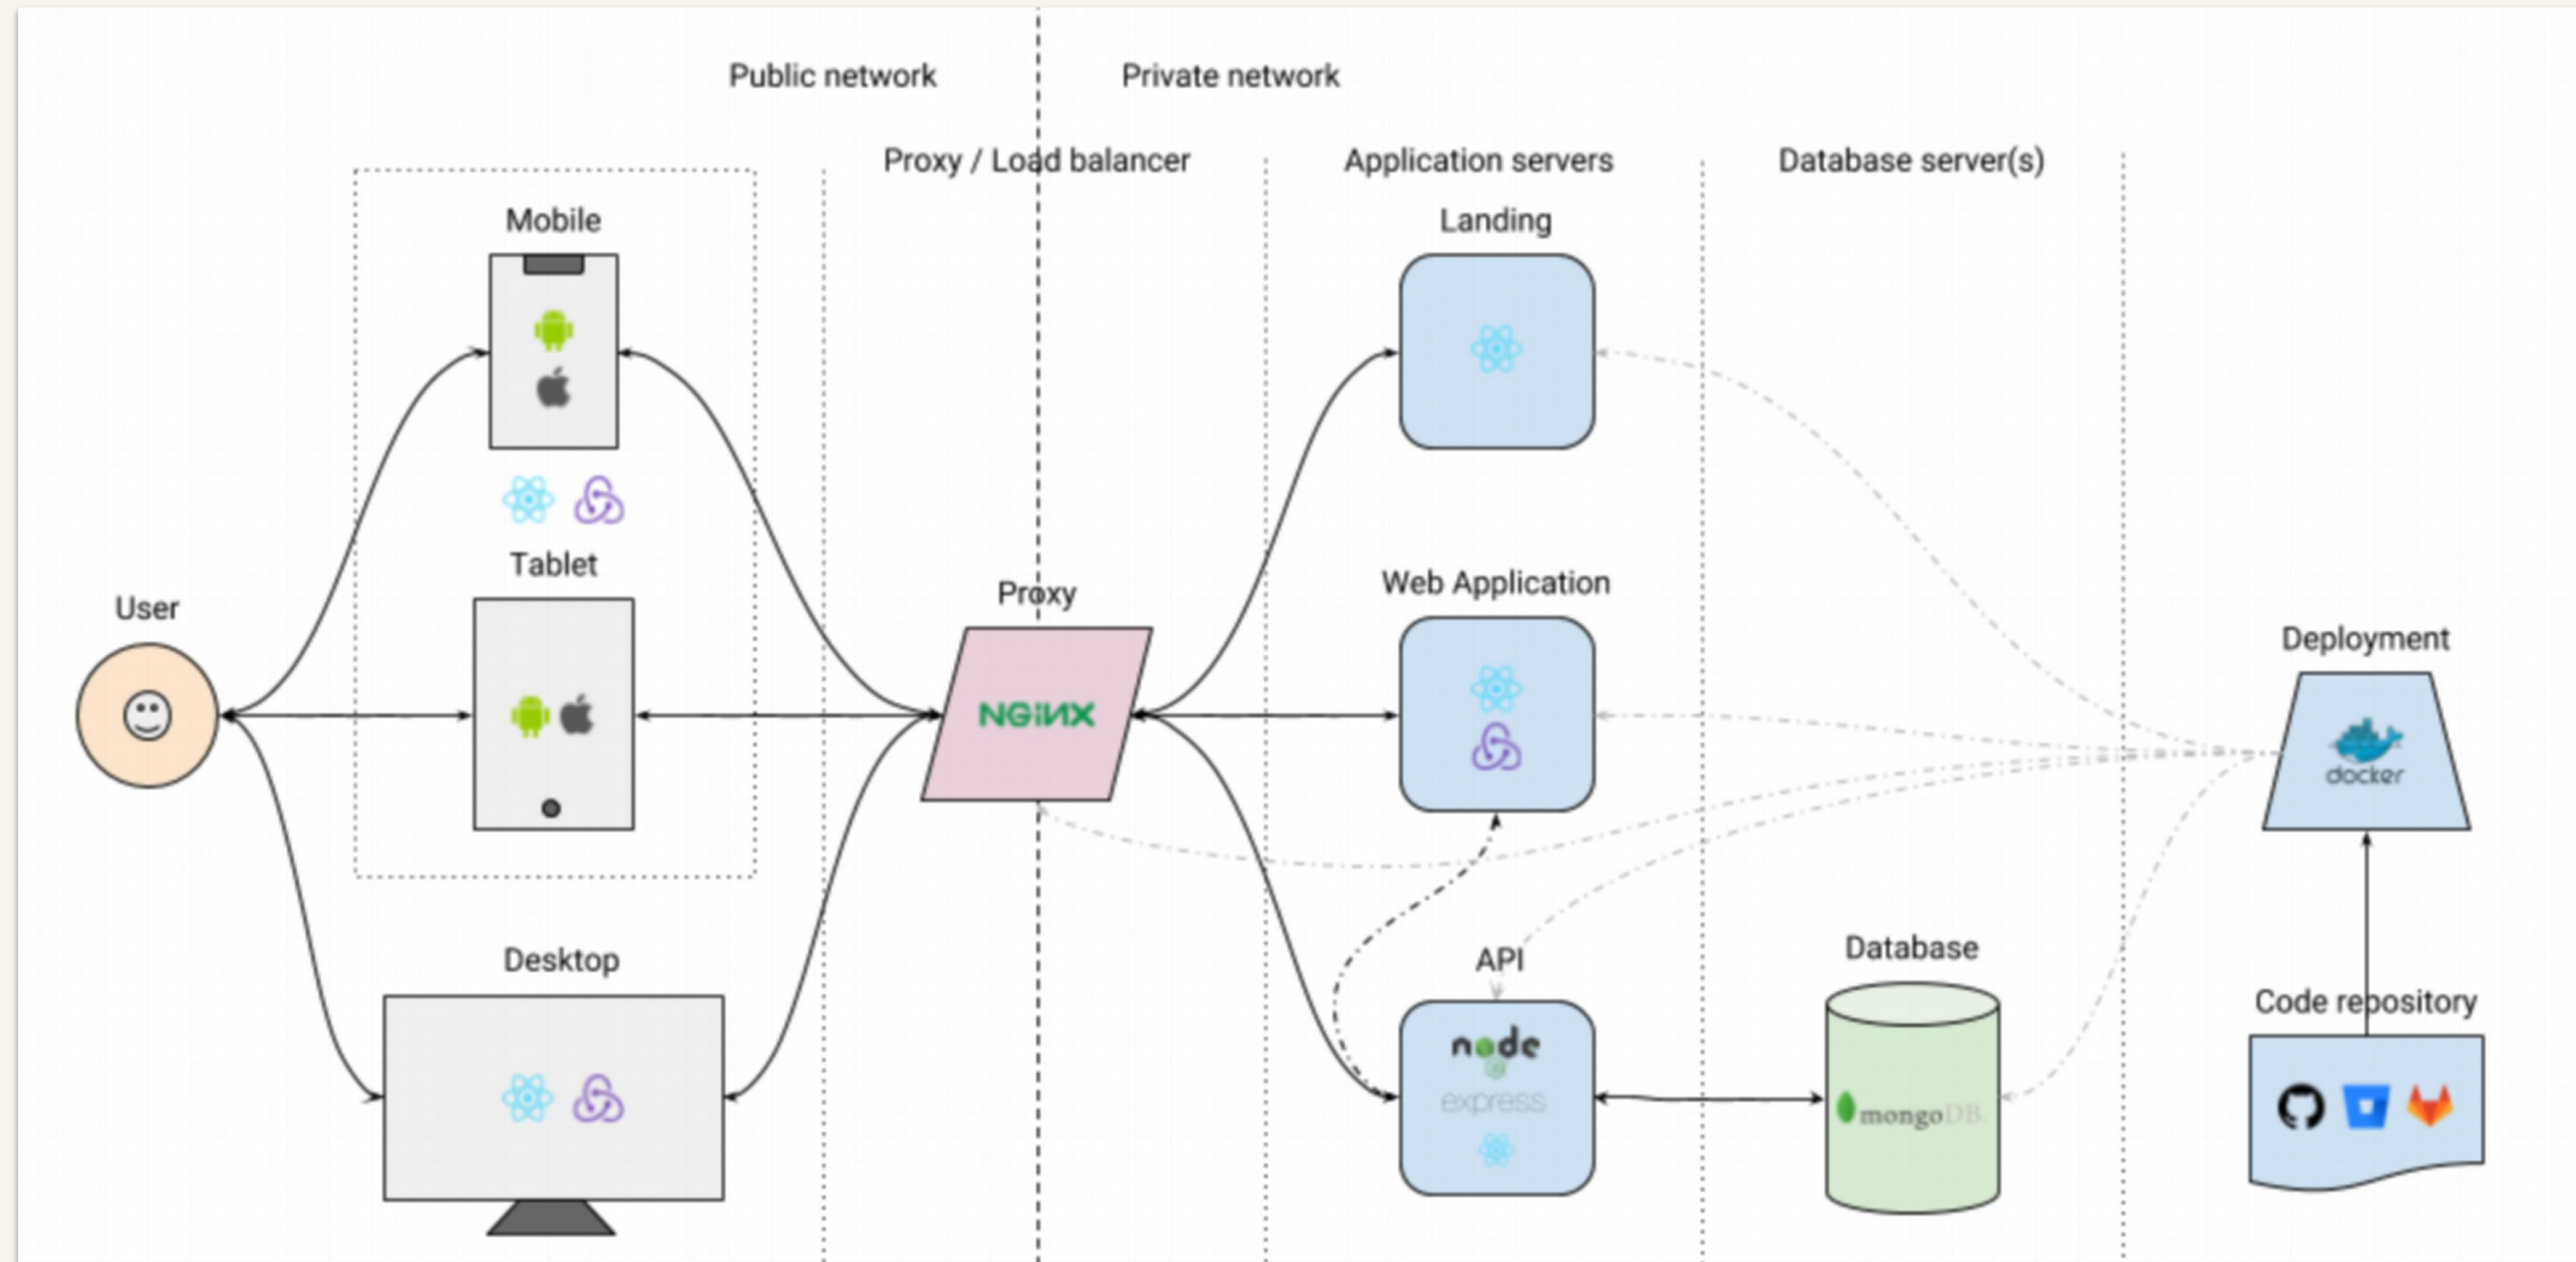 Public network
Private network
Proxy / Load balancer
Application servers
Database server(s)
Mobile
Landing
Tablet
Web Application
Proxy
User
NGiNX
Deployment
docker
Desktop
API
Database
Code repository
node
express
mongoDB